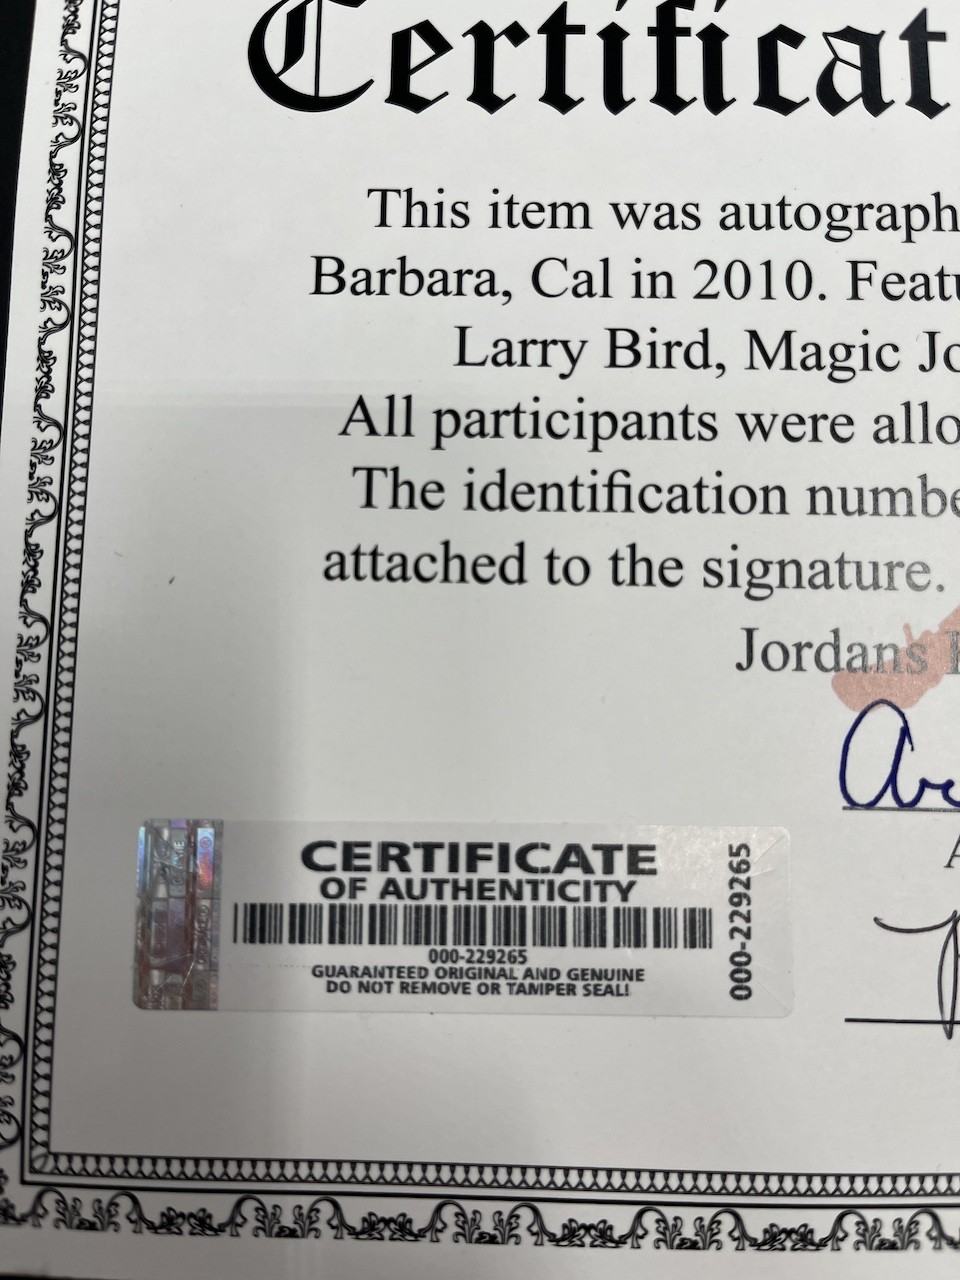 Certificat
This item was autograph
Barbara, Cal in 2010. Featu
Larry Bird, Magic Jo
All participants were allo
The identification numbe
attached to the signature.
Jordans
CERTIFICATE
OF AUTHENTICITY
000-229265
GUARANTEED ORIGINAL AND GENUINE
DO NOT REMOVE OR TAMPER SEAL!
000-229265